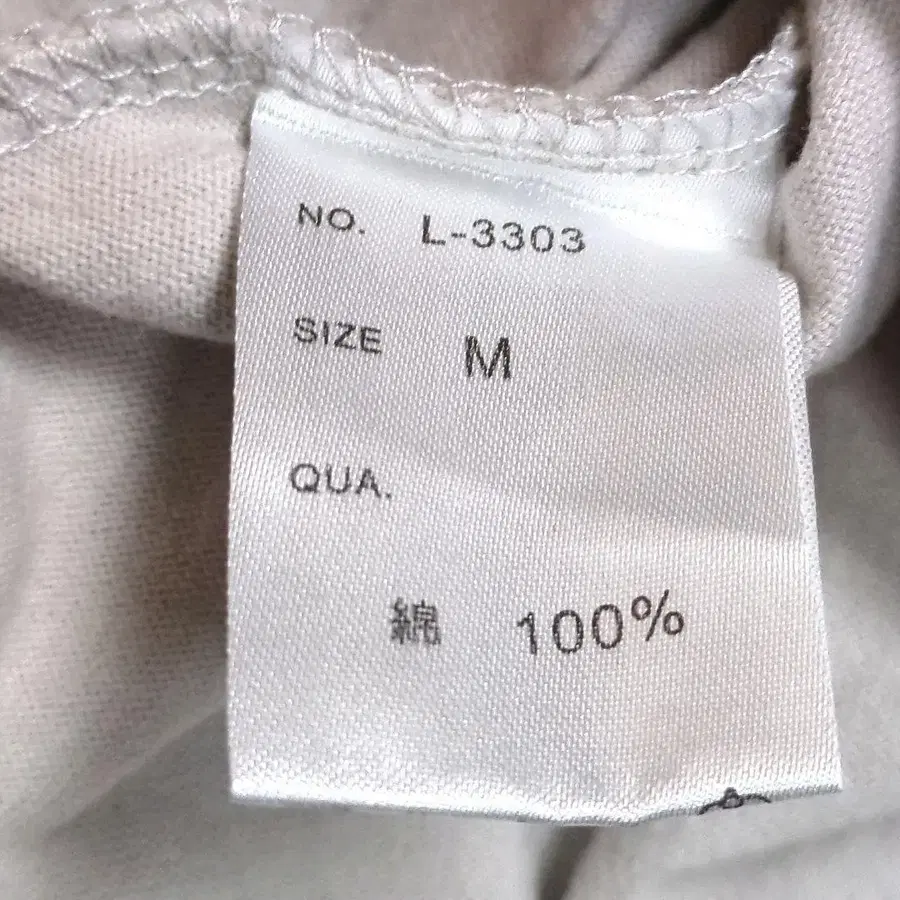 NO. L-3303
SIZE M
QUA.
綿 100%